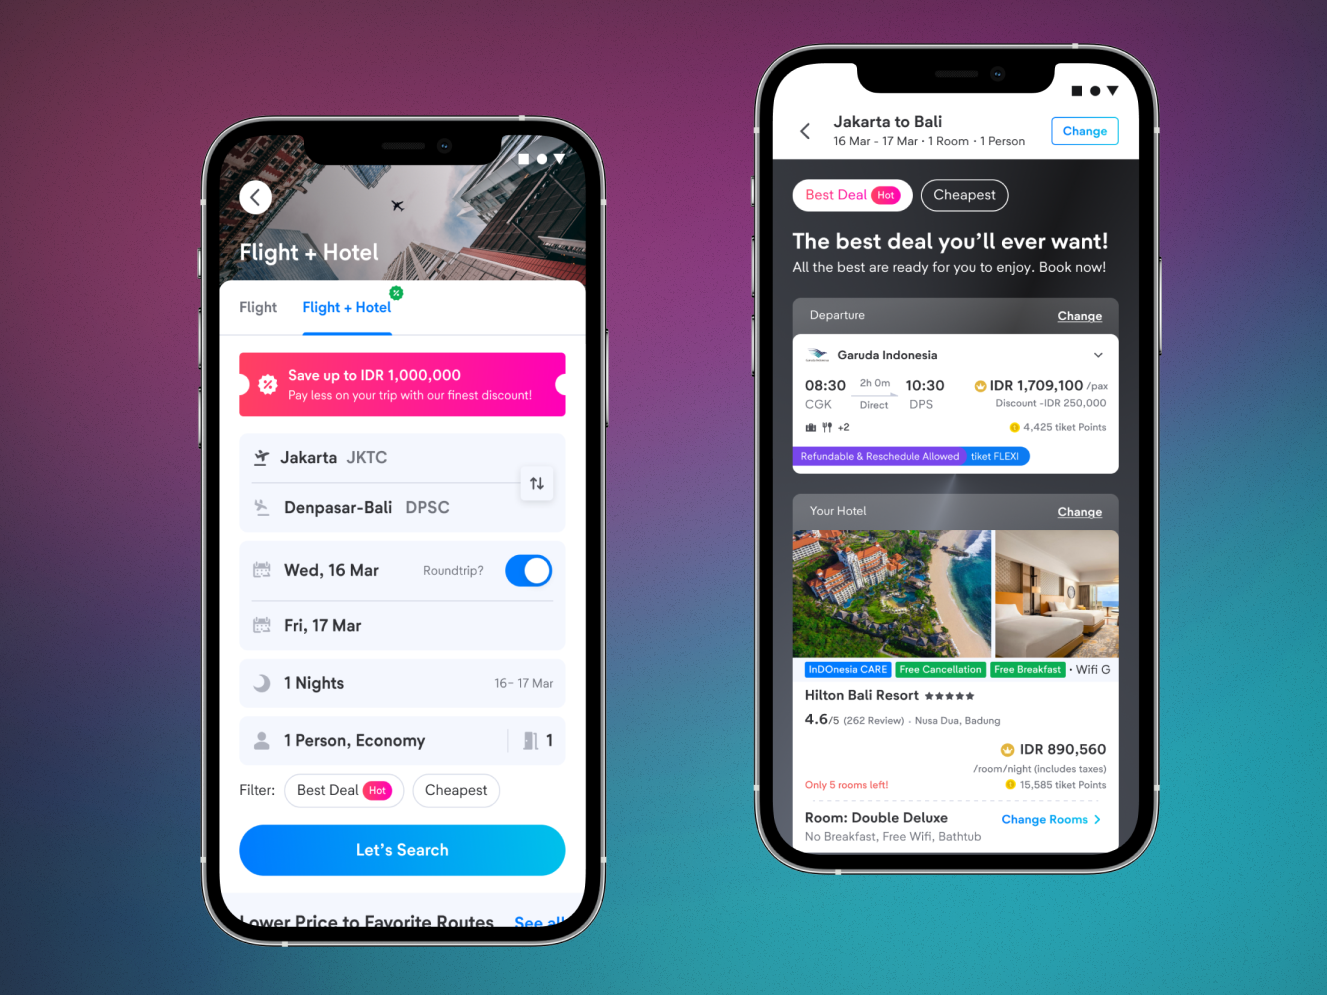 Flight + Hotel
Flight
Flight + Hotel
Save up to IDR 1,000,000
Pay less on your trip with our finest discount!
Jakarta JKTC
Denpasar-Bali DPSC
Wed, 16 Mar Roundtrip?
Fri, 17 Mar
1 Nights 16– 17 Mar
1 Person, Economy 1
Filter: Best Deal Hot Cheapest
Let's Search
Lower Price to Favorite Routes See all
Jakarta to Bali
16 Mar - 17 Mar · 1 Room · 1 Person
Change
Best Deal Hot Cheapest
The best deal you'll ever want!
All the best are ready for you to enjoy. Book now!
Departure Change
Garuda Indonesia
08:30 2h 0m 10:30 IDR 1,709,100 /pax
CGK Direct DPS Discount -IDR 250,000
+2 4,425 tiket Points
Refundable & Reschedule Allowed tiket FLEXI
Your Hotel Change
InDOnesia CARE Free Cancellation Free Breakfast • Wifi G
Hilton Bali Resort ★★★★★
4.6/5 (262 Review) - Nusa Dua, Badung
IDR 890,560
/room/night (includes taxes)
Only 5 rooms left! 15,585 tiket Points
Room: Double Deluxe Change Rooms >
No Breakfast, Free Wifi, Bathtub